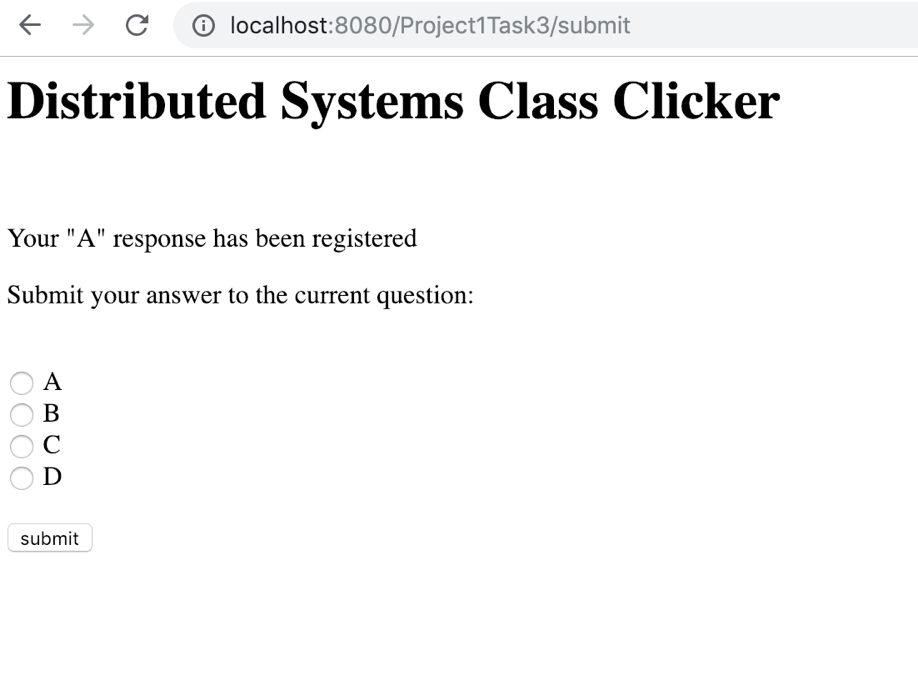 localhost:8080/Project1Task3/submit
Distributed Systems Class Clicker
Your "A" response has been registered
Submit your answer to the current question:
A
B
C
D
submit